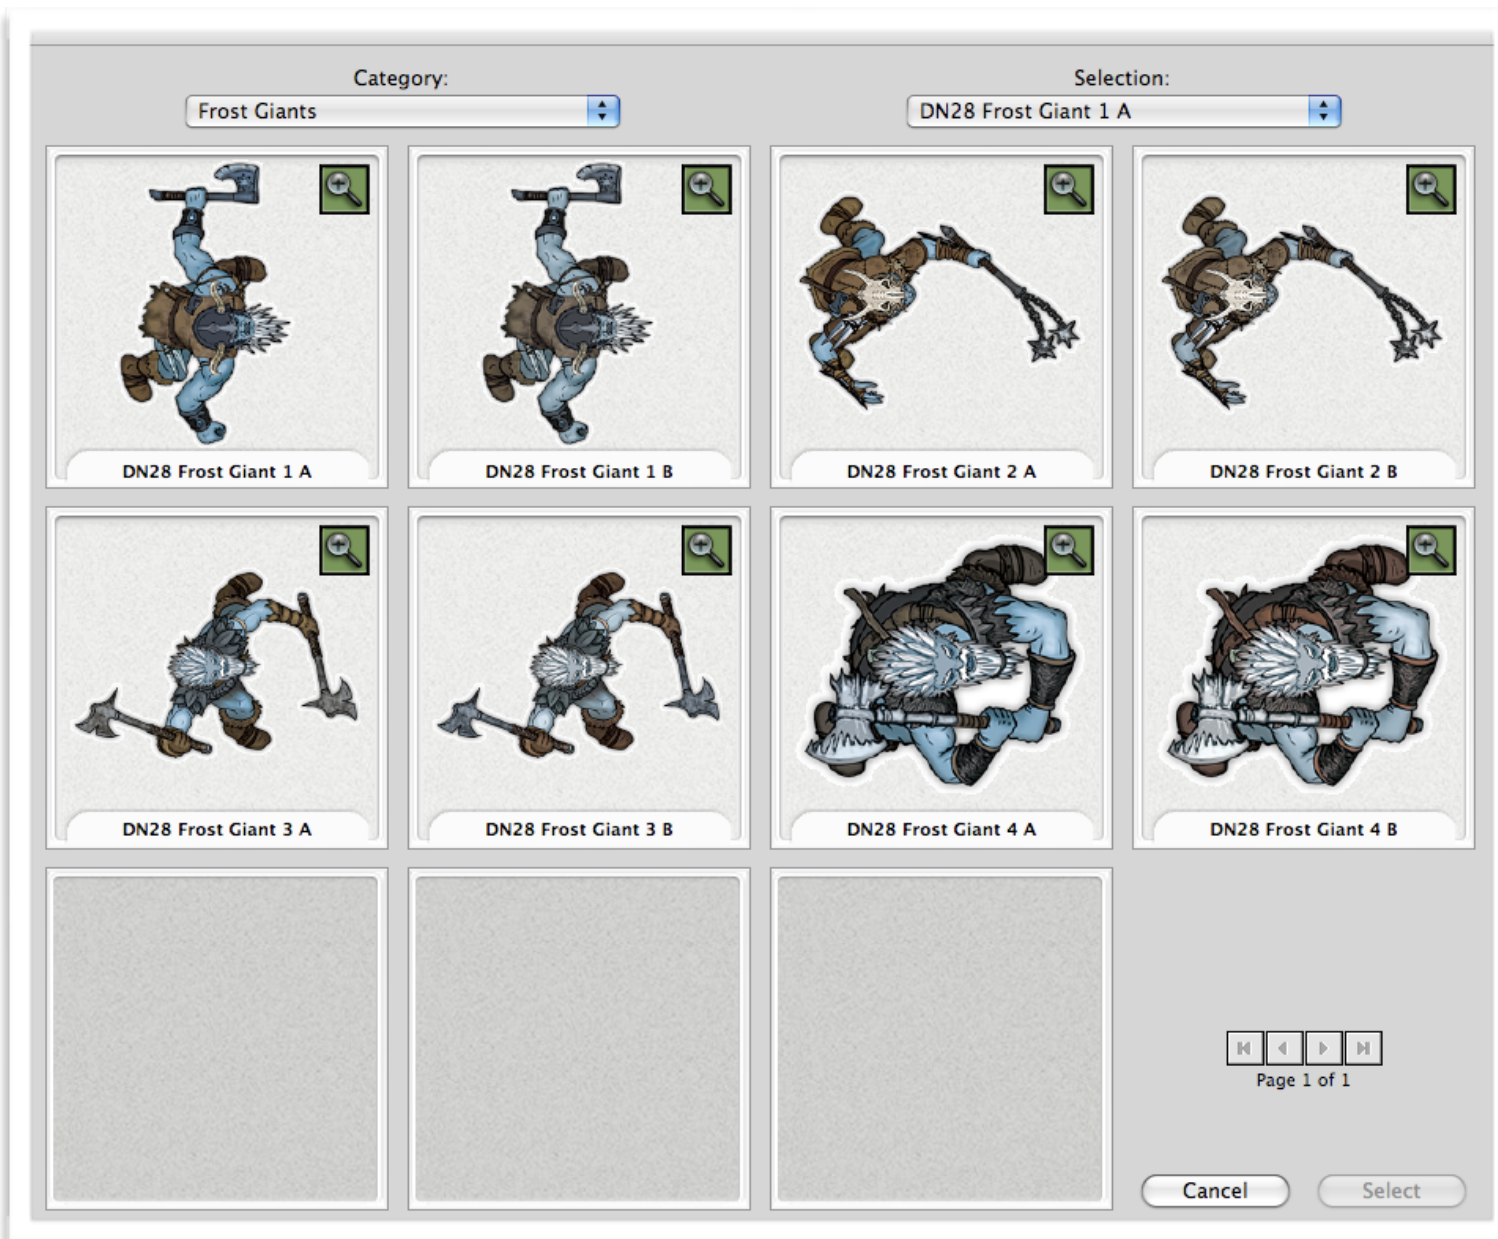 Category:
Selection:
Frost Giants
DN28 Frost Giant 1 A
DN28 Frost Giant 1 A
DN28 Frost Giant 1 B
DN28 Frost Giant 2 A
DN28 Frost Giant 2 B
DN28 Frost Giant 3 A
DN28 Frost Giant 3 B
DN28 Frost Giant 4 A
DN28 Frost Giant 4 B
Page 1 of 1
Cancel
Select